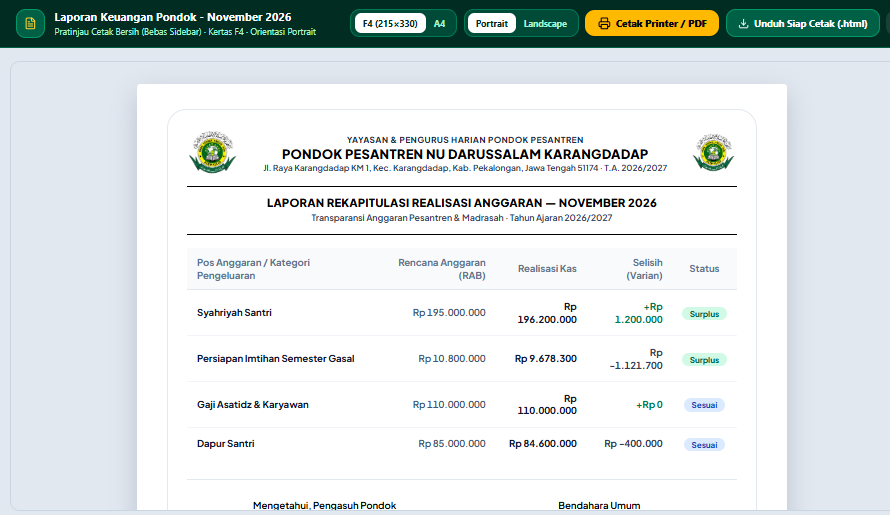 Laporan Keuangan Pondok - November 2026
Pratinjau Cetak Bersih (Bebas Sidebar) · Kertas F4 · Orientasi Portrait
F4 (215×330) A4
Portrait Landscape
Cetak Printer / PDF
Unduh Siap Cetak (.html)
YAYASAN & PENGURUS HARIAN PONDOK PESANTREN
PONDOK PESANTREN NU DARUSSALAM KARANGDADAP
Jl. Raya Karangdadap KM 1, Kec. Karangdadap, Kab. Pekalongan, Jawa Tengah 51174 · T.A. 2026/2027
LAPORAN REKAPITULASI REALISASI ANGGARAN — NOVEMBER 2026
Transparansi Anggaran Pesantren & Madrasah · Tahun Ajaran 2026/2027
Pos Anggaran / Kategori Pengeluaran Rencana Anggaran (RAB) Realisasi Kas Selisih (Varian) Status
Syahriyah Santri Rp 195.000.000 Rp 196.200.000 +Rp 1.200.000 Surplus
Persiapan Imtihan Semester Gasal Rp 10.800.000 Rp 9.678.300 Rp -1.121.700 Surplus
Gaji Asatidz & Karyawan Rp 110.000.000 Rp 110.000.000 +Rp 0 Sesuai
Dapur Santri Rp 85.000.000 Rp 84.600.000 Rp -400.000 Sesuai
Mengetahui, Pengasuh Pondok Bendahara Umum